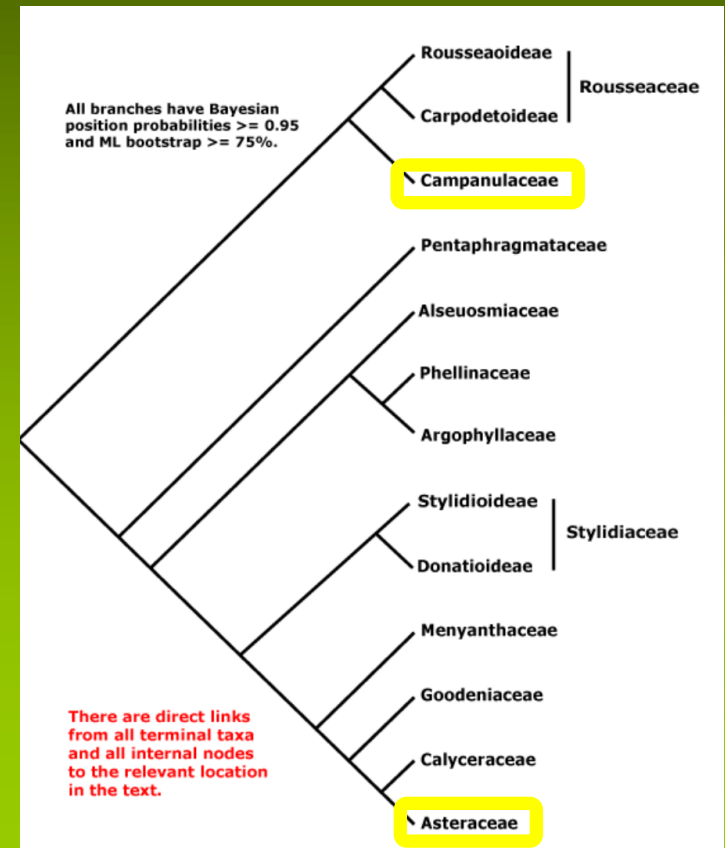 Rousseaoideae
Rousseaceae
All branches have Bayesian
position probabilities >= 0.95
and ML bootstrap >= 75%.
Carpodetoideae
Campanulaceae
Pentaphragmataceae
Alseuosmiaceae
Phellinaceae
Argophyllaceae
Stylidioideae
Stylidiaceae
Donatioideae
Menyanthaceae
Goodeniaceae
There are direct links
from all terminal taxa
and all internal nodes
to the relevant location
in the text.
Calyceraceae
Asteraceae